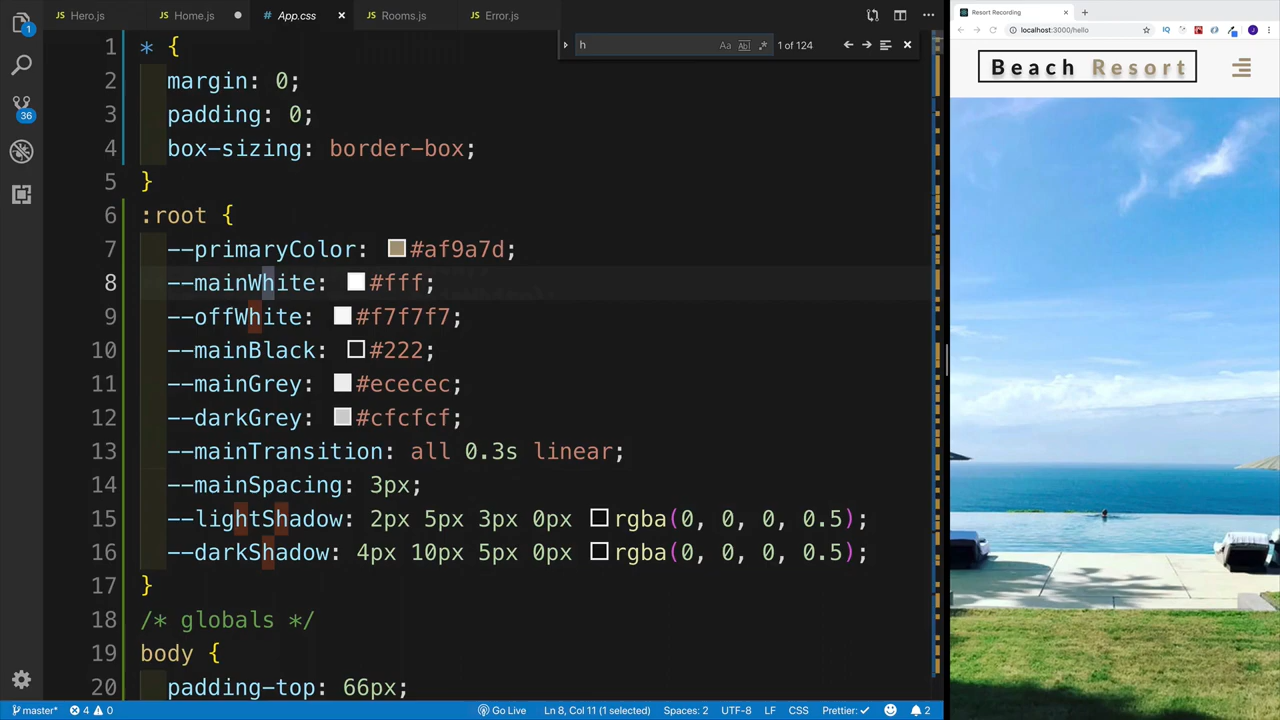 Hero.js
Home.js
App.css
Rooms.js
Error.js
h
Aa
Ab
1 of 124
1 * {
2 margin: 0;
3 padding: 0;
4 box-sizing: border-box;
5 }
6 :root {
7 --primaryColor: #af9a7d;
8 --mainWhite: #fff;
9 --offWhite: #f7f7f7;
10 --mainBlack: #222;
11 --mainGrey: #ececec;
12 --darkGrey: #cfcfcf;
13 --mainTransition: all 0.3s linear;
14 --mainSpacing: 3px;
15 --lightShadow: 2px 5px 3px 0px rgba(0, 0, 0, 0.5);
16 --darkShadow: 4px 10px 5px 0px rgba(0, 0, 0, 0.5);
17 }
18 /* globals */
19 body {
20 padding-top: 66px;
1
36
master*
4
0
Go Live
Ln 8, Col 11 (1 selected)
Spaces: 2
UTF-8
LF
CSS
Prettier: ✓
2
Resort Recording
localhost:3000/hello
IQ
J
Beach Resort